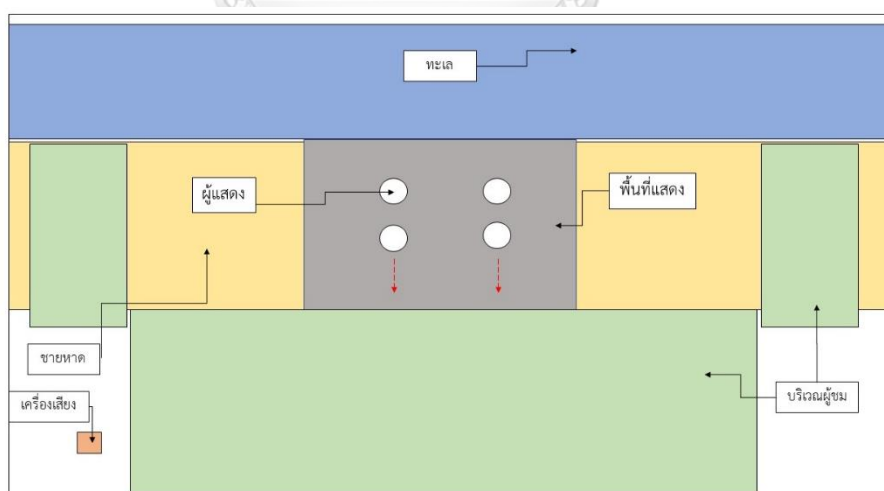 ทะเล
ผู้แสดง
พื้นที่แสดง
ชายหาด
เครื่องเสียง
บริเวณผู้ชม